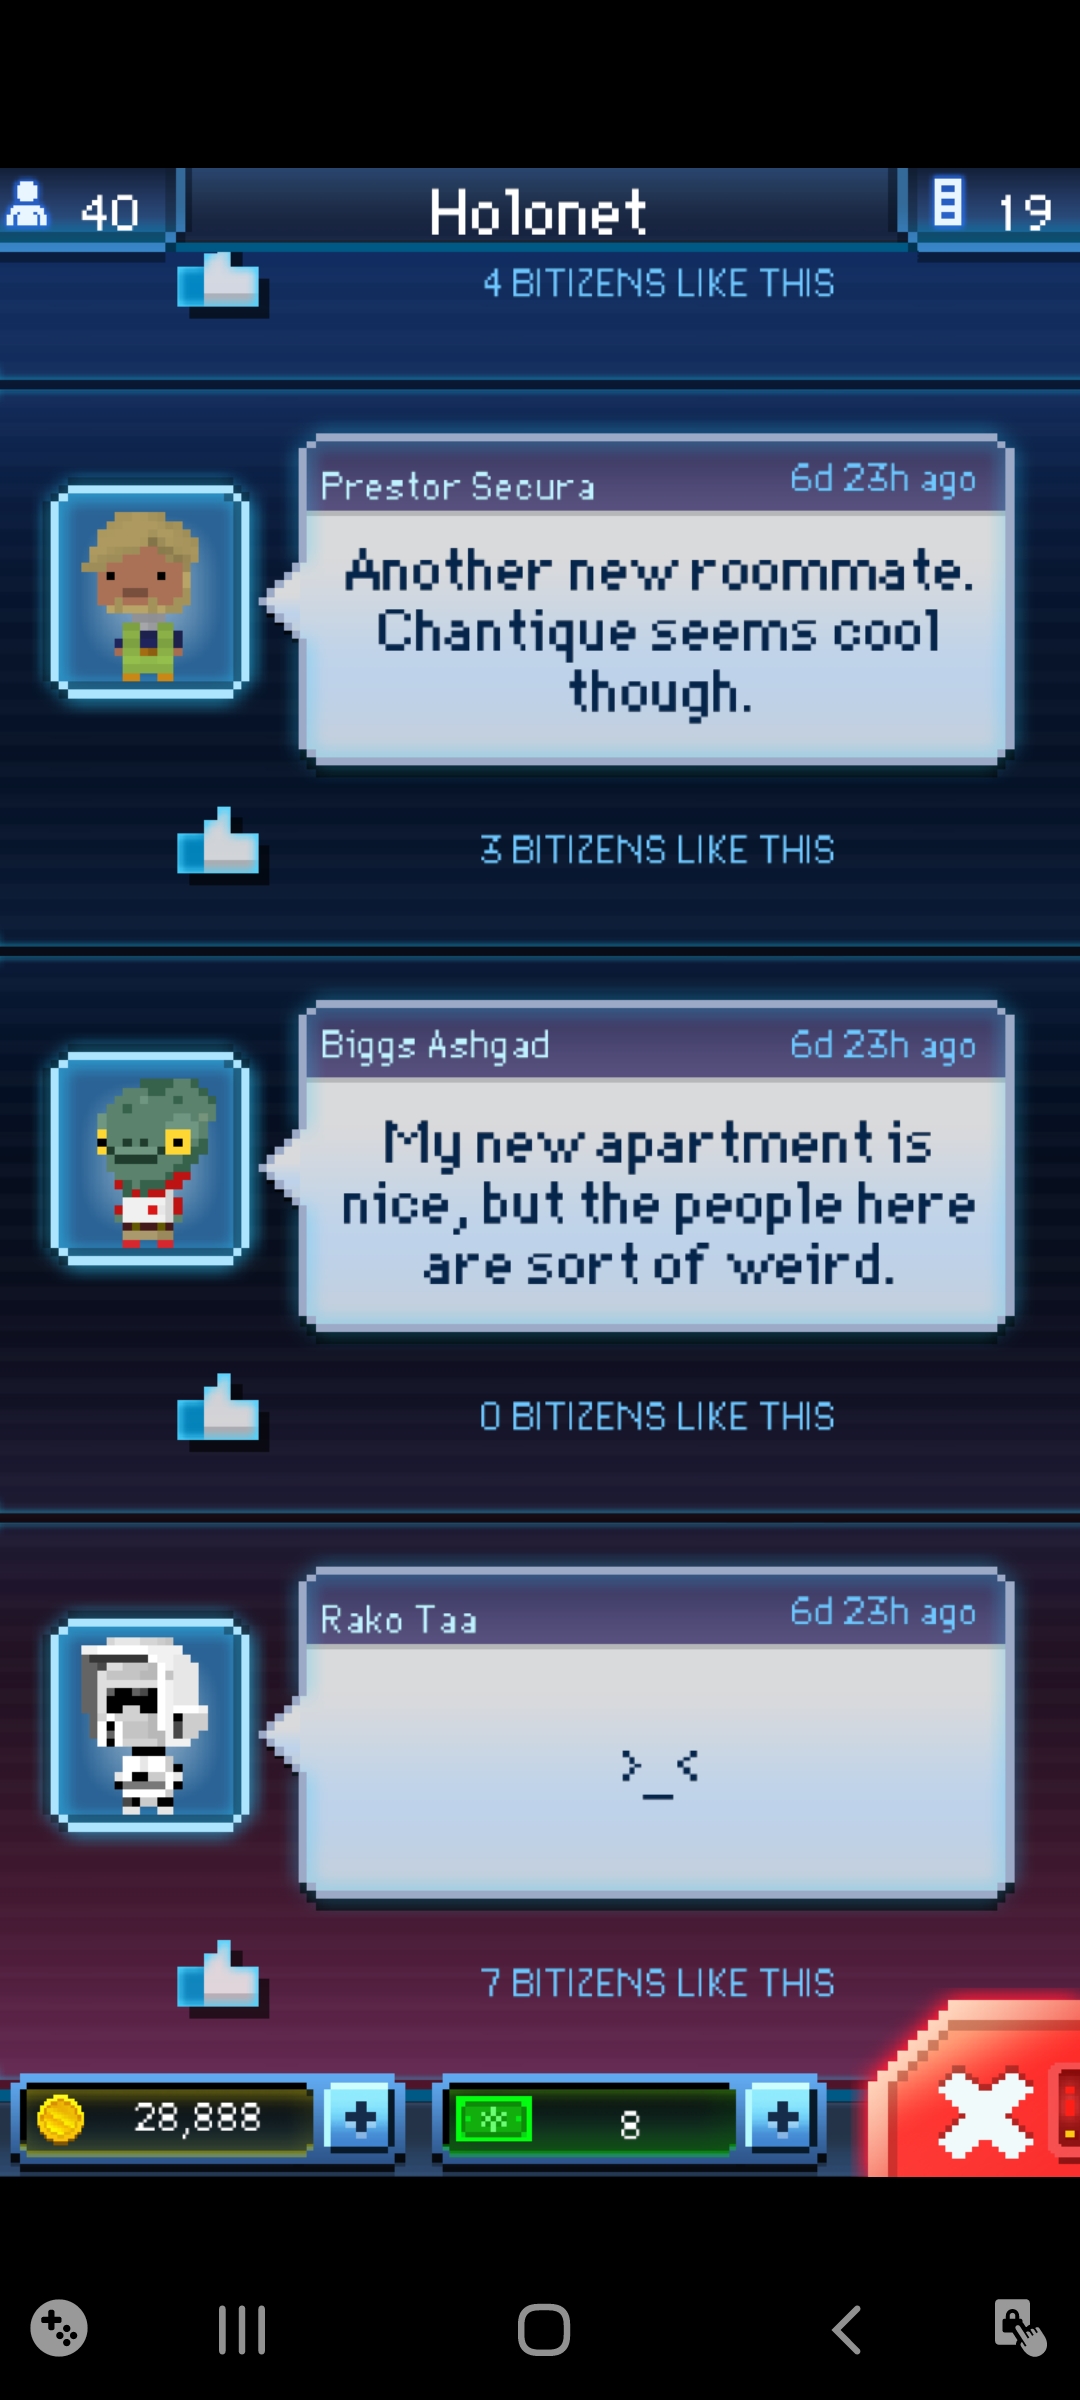 40
Holonet
19
4 BITIZENS LIKE THIS
Prestor Secura
6d 23h ago
Another new roommate.
Chantique seems cool
though.
3 BITIZENS LIKE THIS
Biggs Ashgad
6d 23h ago
My new apartment is
nice, but the people here
are sort of weird.
0 BITIZENS LIKE THIS
Rako Taa
6d 23h ago
>_<
7 BITIZENS LIKE THIS
28,888
8